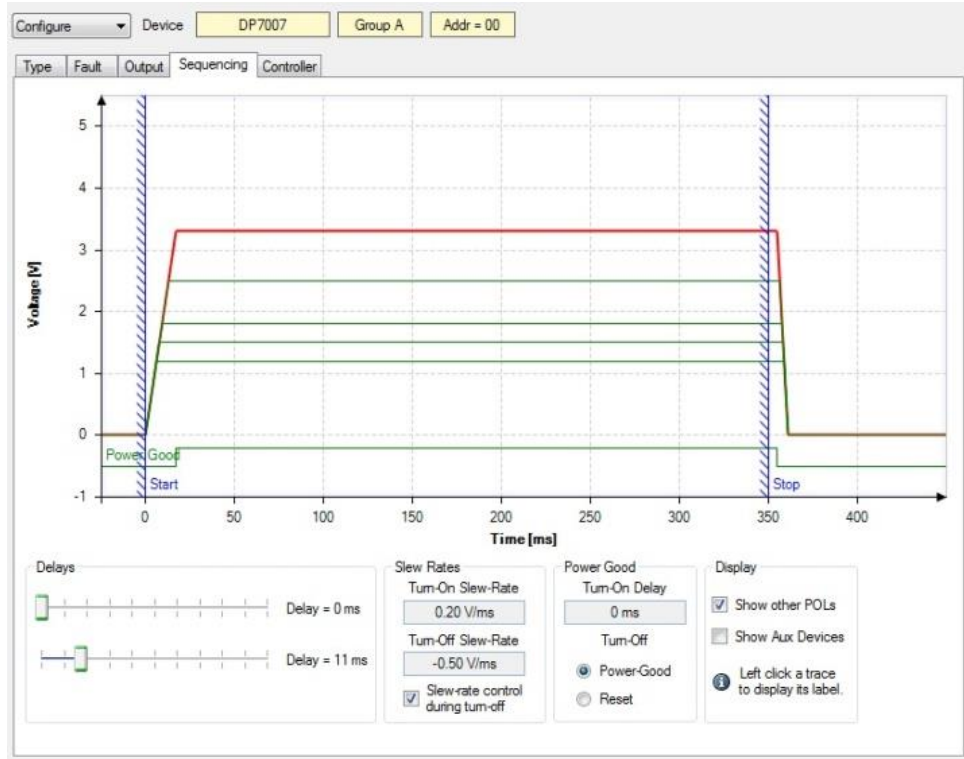 Configure Device DP7007 Group A Addr = 00
Type Fault Output Sequencing Controller
5
4
3
2
1
0
-1
Voltage [V]
Power Good
Start
Stop
0 50 100 150 200 250 300 350 400
Time [ms]
Delays
Delay = 0 ms
Delay = 11 ms
Slew Rates
Turn-On Slew-Rate
0.20 V/ms
Turn-Off Slew-Rate
-0.50 V/ms
Slew-rate control
during turn-off
Power Good
Turn-On Delay
0 ms
Turn-Off
Power-Good
Reset
Display
Show other POLs
Show Aux Devices
Left click a trace
to display its label.